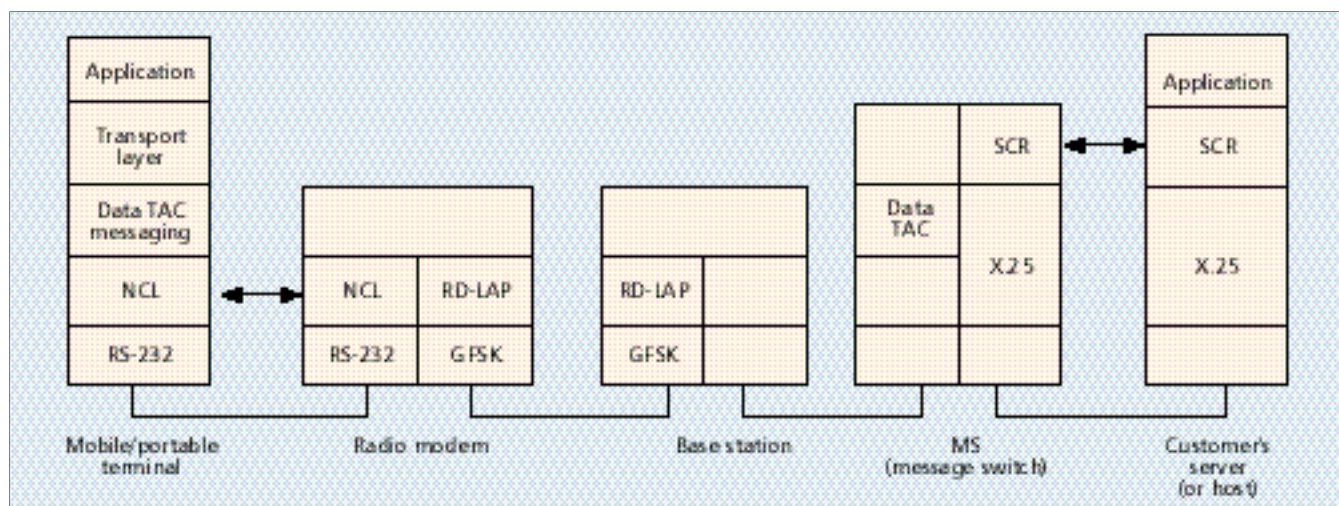 Application
Transport
layer
Data TAC
messaging
NCL
RS-232
Mobile/portable
terminal
NCL
RD-LAP
RS-232
GFSK
Radio modem
RD-LAP
GFSK
Base station
SCR
Data
TAC
X.25
MS
(message switch)
Application
SCR
X.25
Customer's
server
(or host)